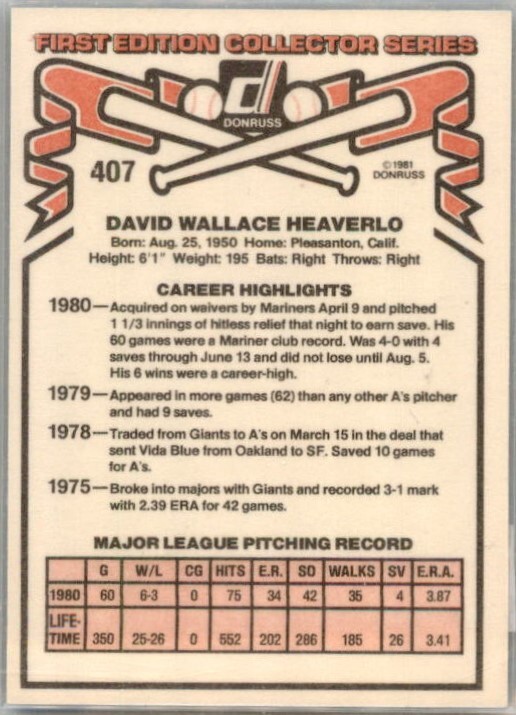 FIRST EDITION COLLECTOR SERIES
d
DONRUSS
407
©1981
DONRUSS
DAVID WALLACE HEAVERLO
Born: Aug. 25, 1950 Home: Pleasanton, Calif.
Height: 6'1" Weight: 195 Bats: Right Throws: Right
CAREER HIGHLIGHTS
1980—Acquired on waivers by Mariners April 9 and pitched
1 1/3 innings of hitless relief that night to earn save. His
60 games were a Mariner club record. Was 4-0 with 4
saves through June 13 and did not lose until Aug. 5.
His 6 wins were a career-high.
1979—Appeared in more games (62) than any other A's pitcher
and had 9 saves.
1978—Traded from Giants to A's on March 15 in the deal that
sent Vida Blue from Oakland to SF. Saved 10 games
for A's.
1975—Broke into majors with Giants and recorded 3-1 mark
with 2.39 ERA for 42 games.
MAJOR LEAGUE PITCHING RECORD
G W/L CG HITS E.R. SO WALKS SV E.R.A.
1980 60 6-3 0 75 34 42 35 4 3.87
LIFE-
TIME 350 25-26 0 552 202 286 185 26 3.41